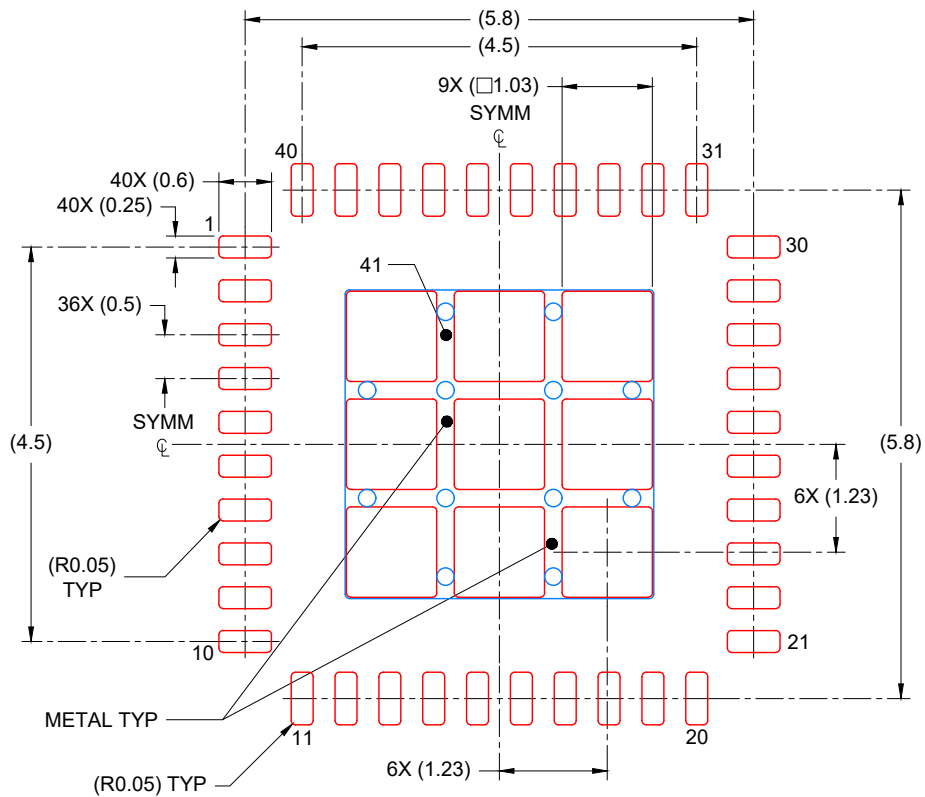 (5.8)
(4.5)
9X (□1.03)
SYMM
℄
40
31
40X (0.6)
40X (0.25)
1
30
41
36X (0.5)
SYMM
℄
(4.5)
(5.8)
6X (1.23)
(R0.05)
TYP
10
21
METAL TYP
11
20
6X (1.23)
(R0.05) TYP